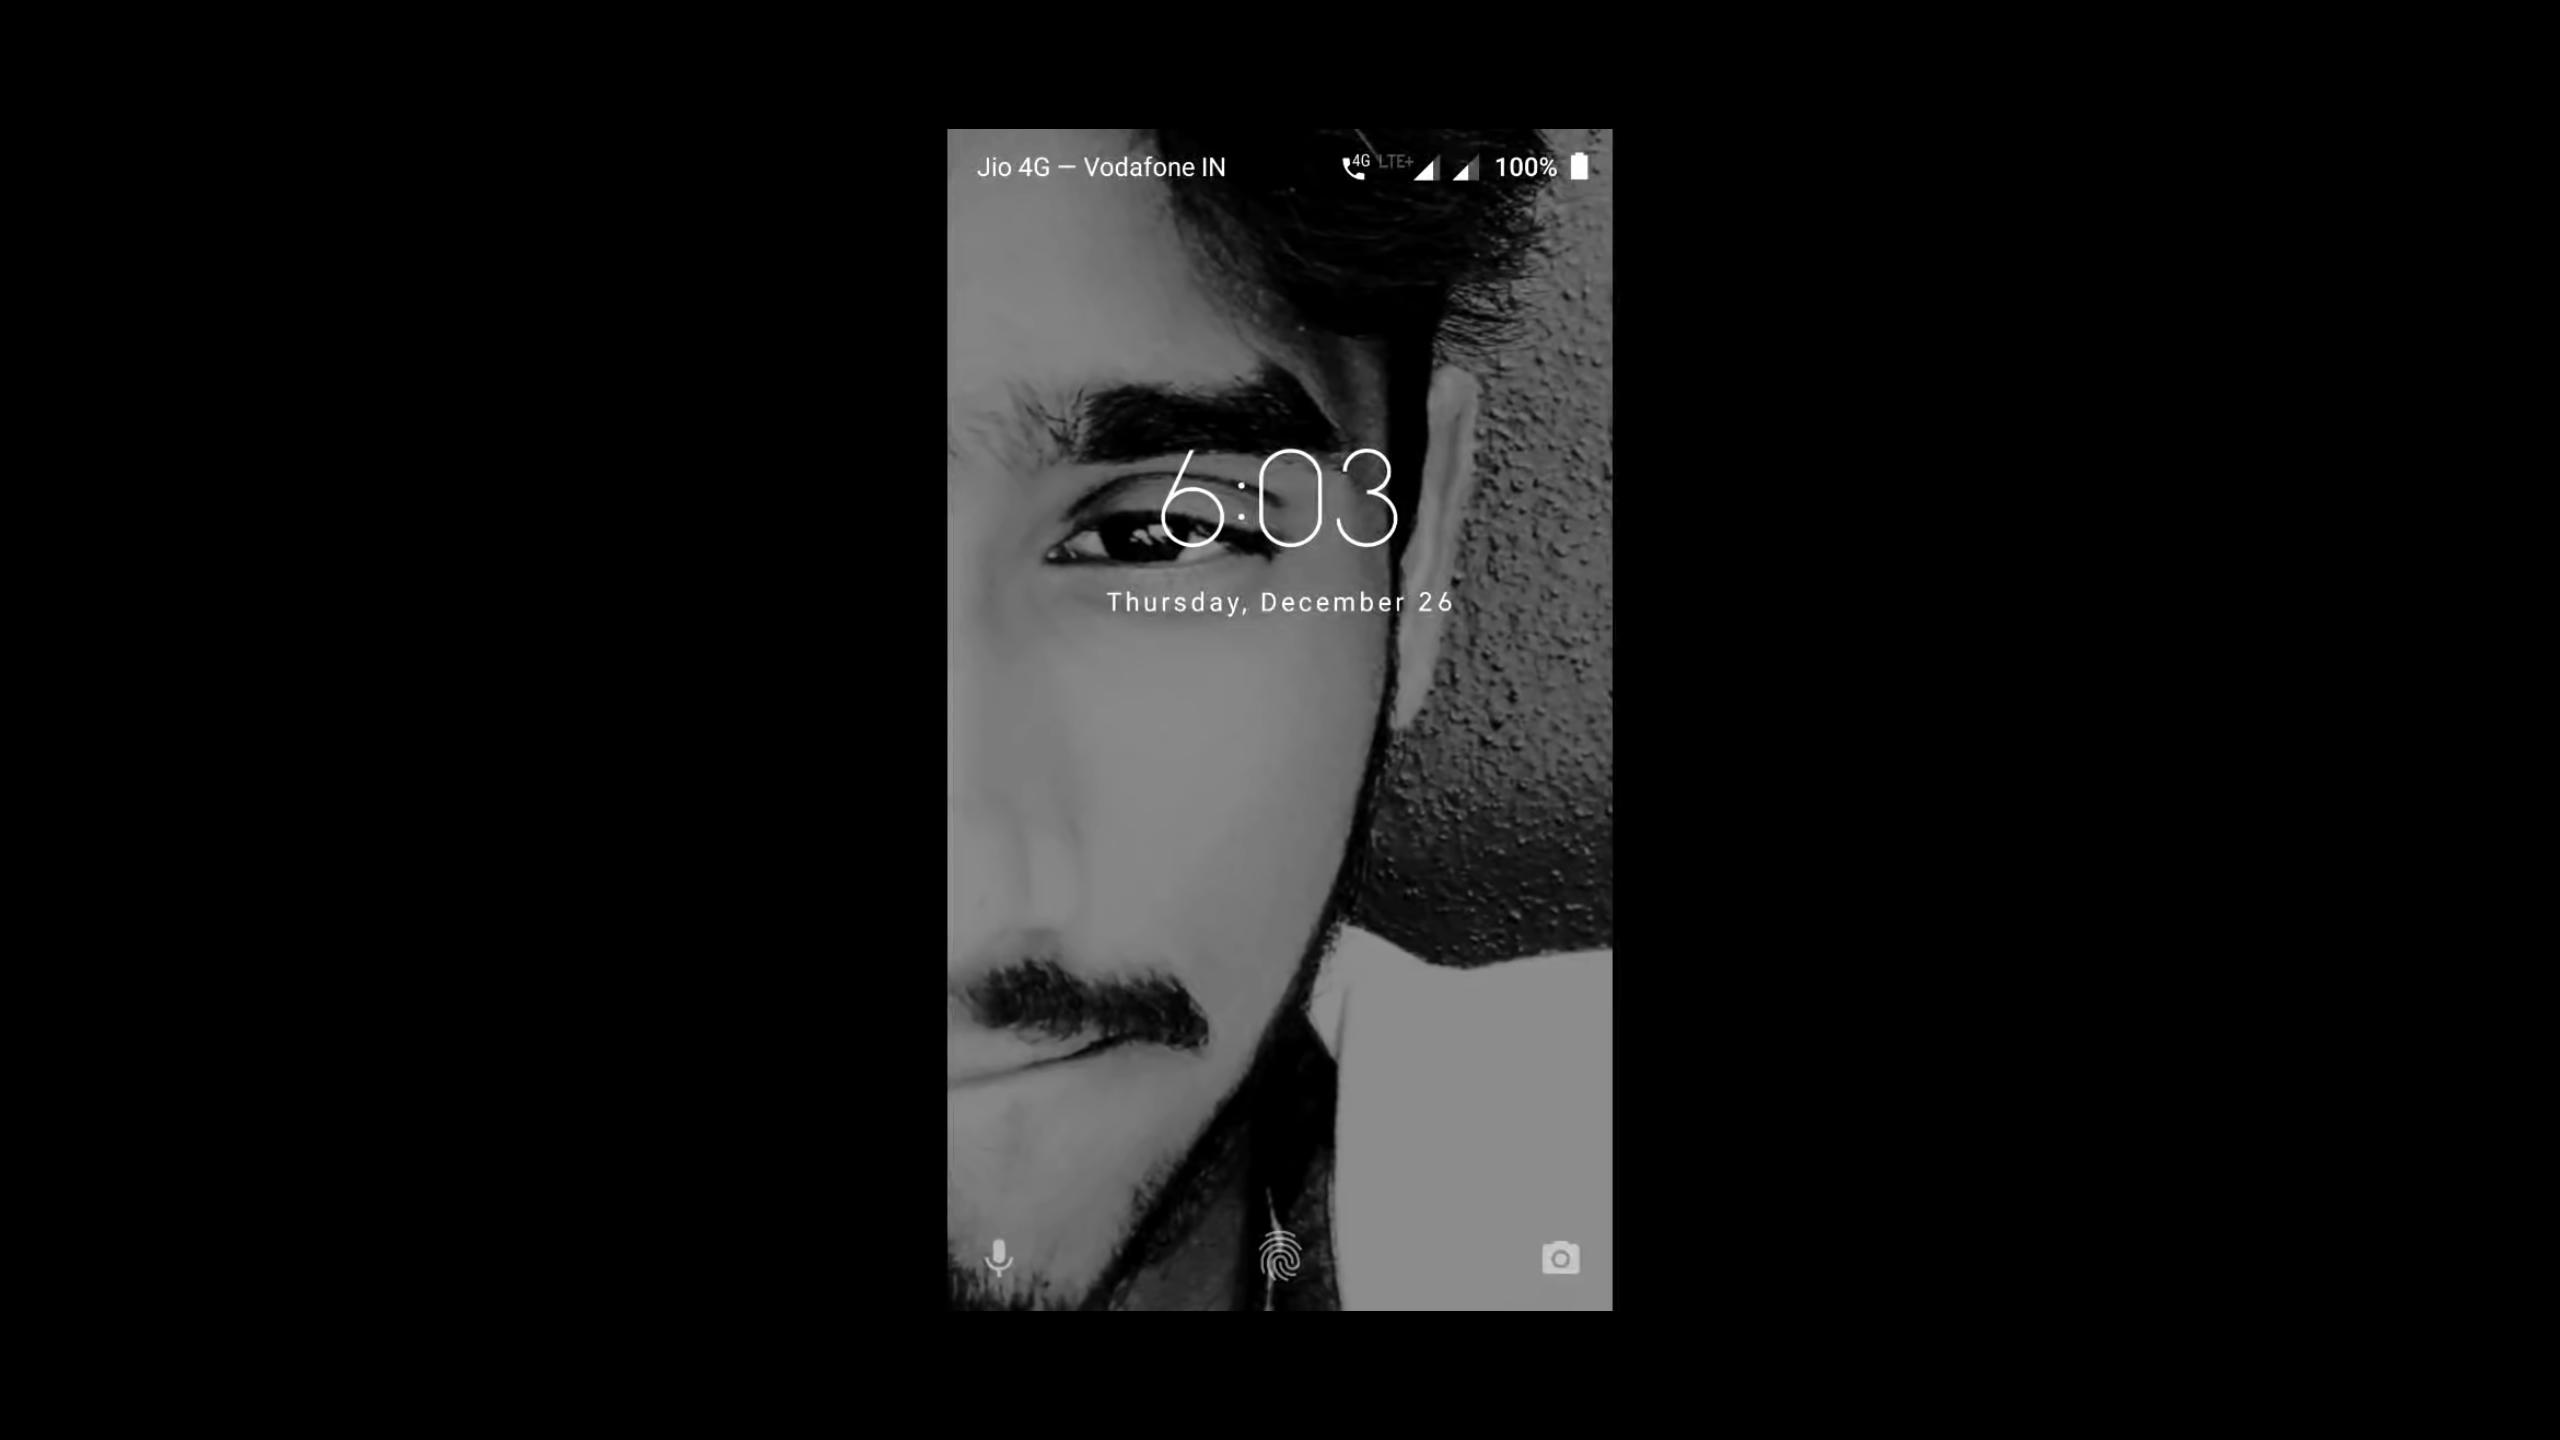 Jio 4G — Vodafone IN 4G LTE+ 100%
6:03
Thursday, December 26